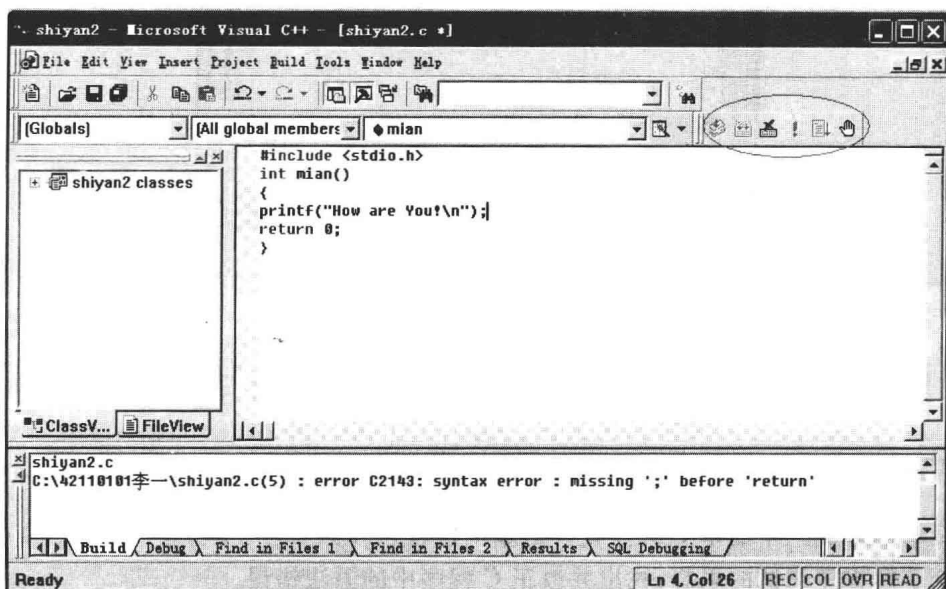 shiyan2 - Microsoft Visual C++ - [shiyan2.c *]
File Edit View Insert Project Build Tools Window Help
(Globals) [All global members mian
shiyan2 classes
#include <stdio.h>
int mian()
{
printf("How are You!\n");
return 0;
}
ClassV... FileView
shiyan2.c
C:\42110101李一\shiyan2.c(5) : error C2143: syntax error : missing ';' before 'return'
Build Debug Find in Files 1 Find in Files 2 Results SQL Debugging
Ready Ln 4, Col 26 REC COL OVR READ